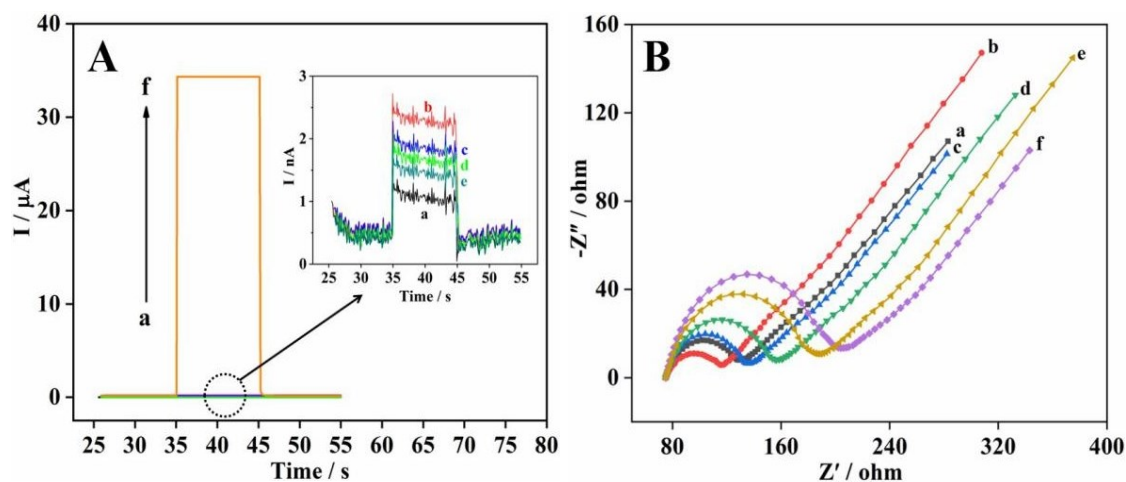 A
I / μA
40
30
20
10
0
f
a
25 30 35 40 45 50 55 60 65 70 75 80
Time / s
I / nA
3
2
1
0
b
c
d
e
a
25 30 35 40 45 50 55
Time / s
B
-Z″ / ohm
160
120
80
40
0
b
e
d
a
c
f
80 160 240 320 400
Z′ / ohm